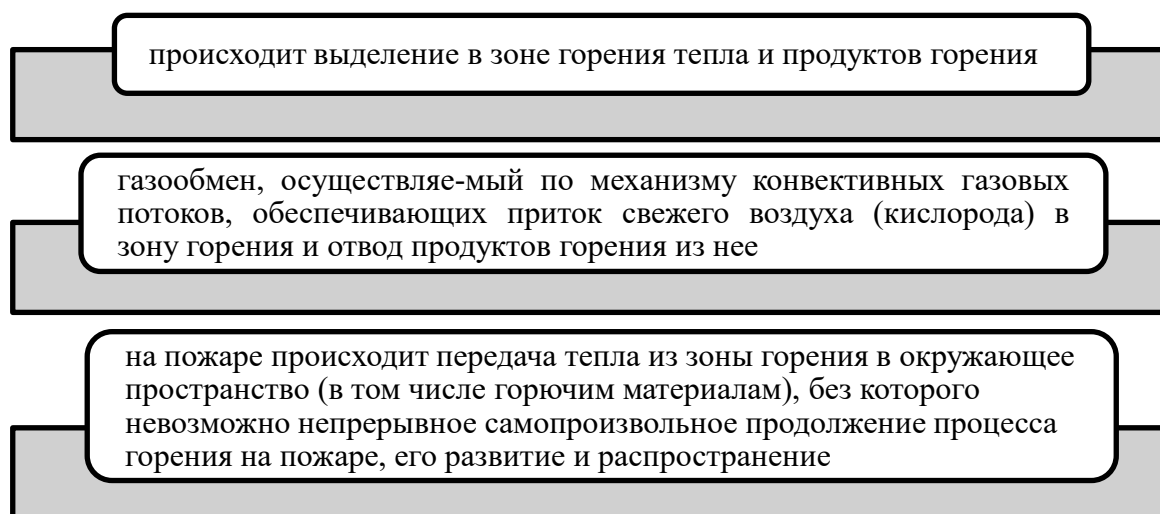 происходит выделение в зоне горения тепла и продуктов горения
газообмен, осуществляе-мый по механизму конвективных газовых
потоков, обеспечивающих приток свежего воздуха (кислорода) в
зону горения и отвод продуктов горения из нее
на пожаре происходит передача тепла из зоны горения в окружающее
пространство (в том числе горючим материалам), без которого
невозможно непрерывное самопроизвольное продолжение процесса
горения на пожаре, его развитие и распространение